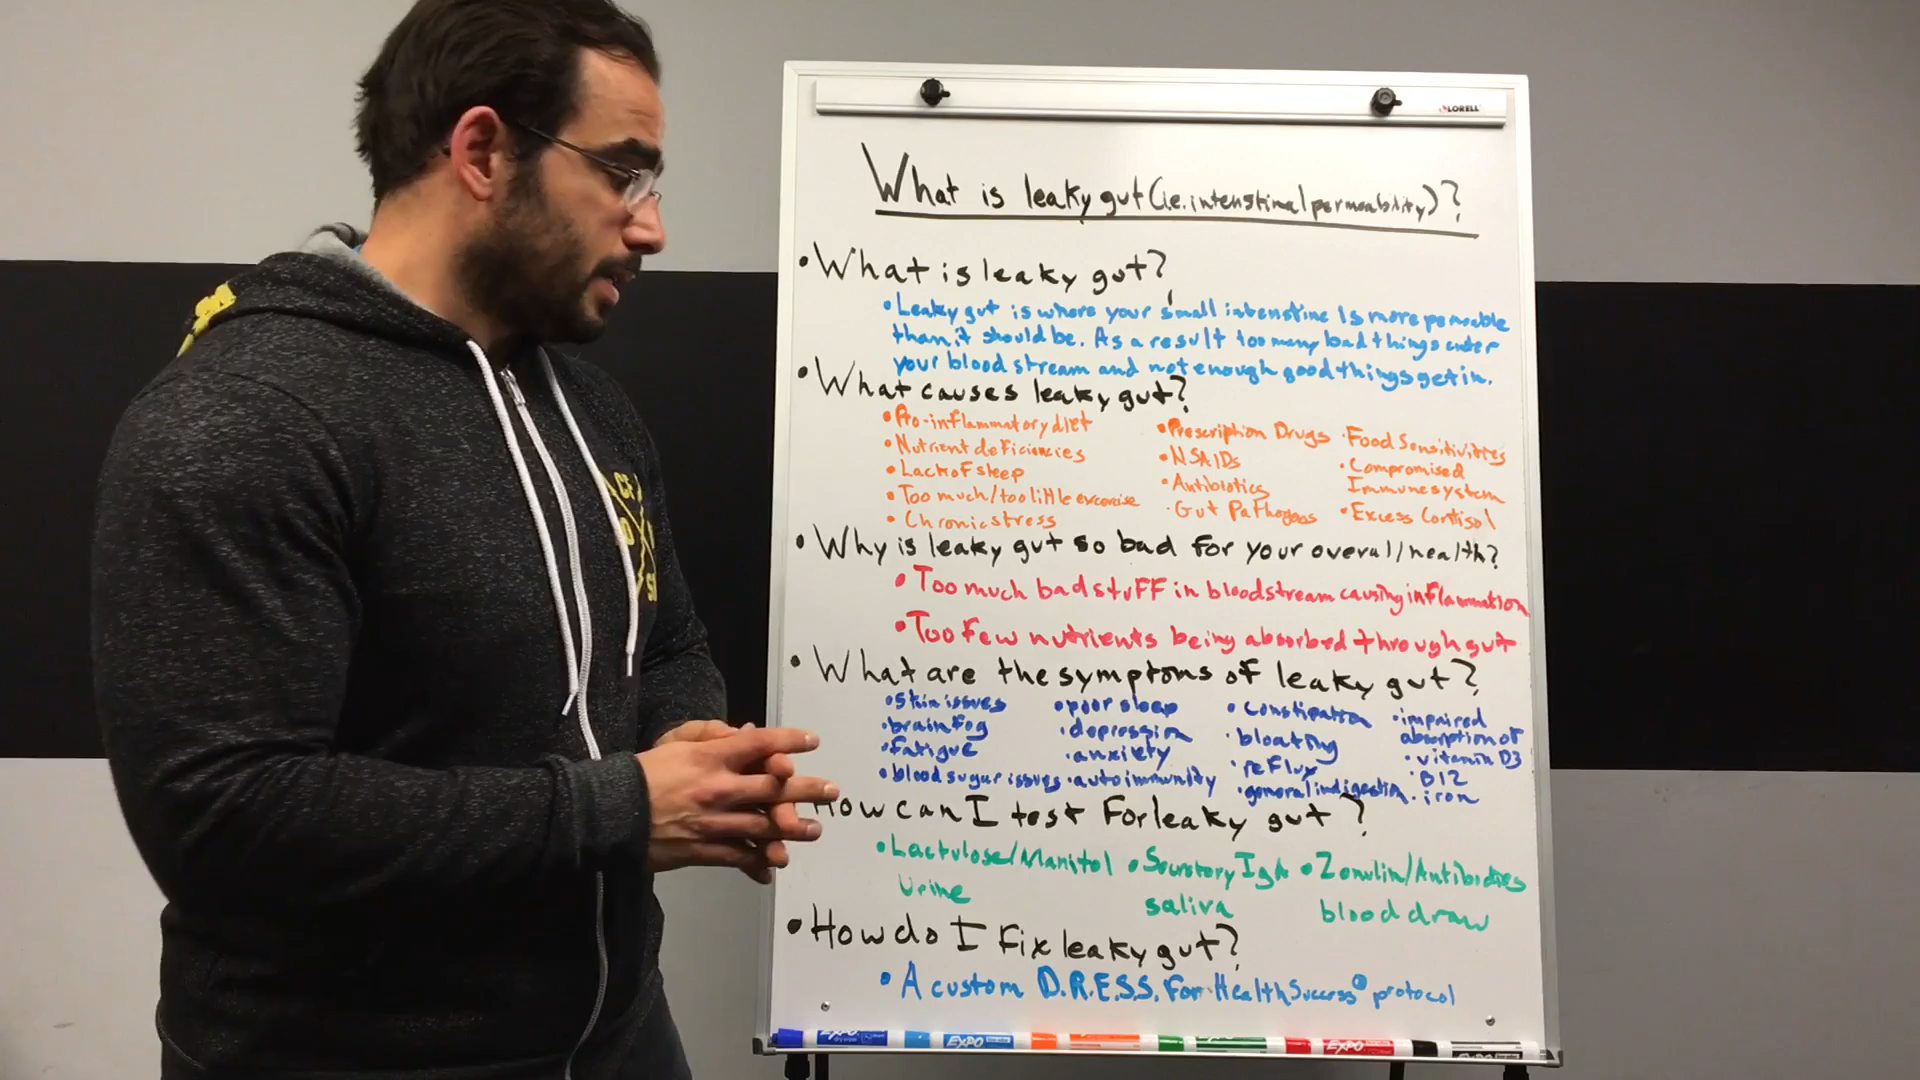 LORELL
What is leaky gut (i.e. intenstinal permeability)?
• What is leaky gut?
• Leaky gut is where your small intenstine is more permeable
than it should be. As a result too many bad things enter
your blood stream and not enough good things get in.
• What causes leaky gut?
• Pro-inflammatory diet
• Nutrient deficiencies
• Lack of sleep
• Too much/too little excercise
• Chronic stress
• Prescription Drugs
• NSAIDs
• Antibiotics
• Gut Pathogens
• Food Sensitivities
• Compromised
Immune system
• Excess Cortisol
• Why is leaky gut so bad for your overall health?
• Too much bad stuff in bloodstream causing inflammation
• Too few nutrients being absorbed through gut
• What are the symptoms of leaky gut?
• Skin issues
• brain fog
• fatigue
• blood sugar issues
• poor sleep
• depression
• anxiety
• autoimmunity
• constipation
• bloating
• reflux
• general indigestion
• impaired
absorption of
• vitamin D3
• B12
• iron
How can I test for leaky gut?
• Lactulose/Manitol
Urine
• Secretory IgA
saliva
• Zonulin/Antibodies
blood draw
• How do I fix leaky gut?
• A custom D.R.E.S.S. for Health Success® protocol
EXPO
EXPO
EXPO
EXPO